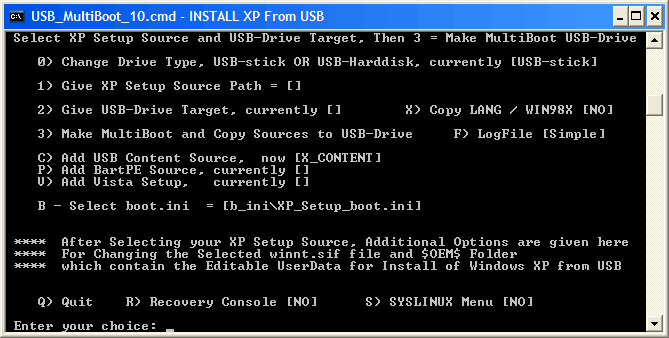 USB_MultiBoot_10.cmd - INSTALL XP From USB
Select XP Setup Source and USB-Drive Target, Then 3 = Make MultiBoot USB-Drive
0) Change Drive Type, USB-stick OR USB-Harddisk, currently [USB-stick]
1) Give XP Setup Source Path = []
2) Give USB-Drive Target, currently [] X) Copy LANG / WIN98X [NO]
3) Make MultiBoot and Copy Sources to USB-Drive F) LogFile [Simple]
C) Add USB Content Source, now [X_CONTENT]
P) Add BartPE Source, currently []
V) Add Vista Setup, currently []
B - Select boot.ini = [b_ini\XP_Setup_boot.ini]
**** After Selecting your XP Setup Source, Additional Options are given here
**** For Changing the Selected winnt.sif file and $OEM$ Folder
**** which contain the Editable UserData for Install of Windows XP from USB
Q) Quit R) Recovery Console [NO] S) SYSLINUX Menu [NO]
Enter your choice: _